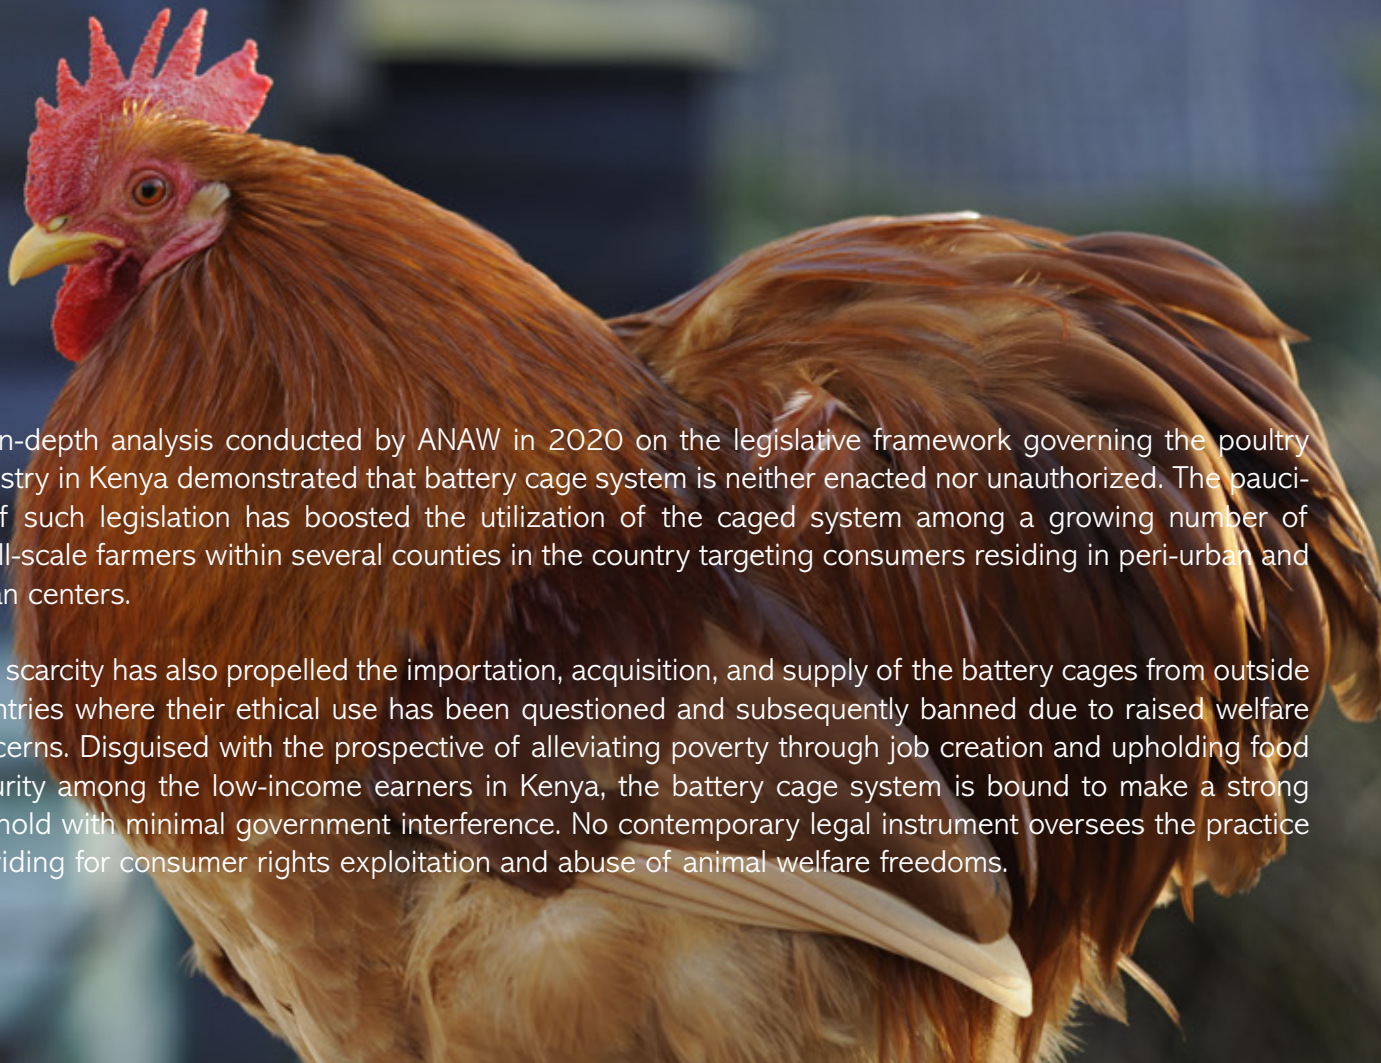 n-depth analysis conducted by ANAW in 2020 on the legislative framework governing the poultry
stry in Kenya demonstrated that battery cage system is neither enacted nor unauthorized. The pauci-
f such legislation has boosted the utilization of the caged system among a growing number of
ll-scale farmers within several counties in the country targeting consumers residing in peri-urban and
an centers.
scarcity has also propelled the importation, acquisition, and supply of the battery cages from outside
ntries where their ethical use has been questioned and subsequently banned due to raised welfare
cerns. Disguised with the prospective of alleviating poverty through job creation and upholding food
urity among the low-income earners in Kenya, the battery cage system is bound to make a strong
hold with minimal government interference. No contemporary legal instrument oversees the practice
iding for consumer rights exploitation and abuse of animal welfare freedoms.